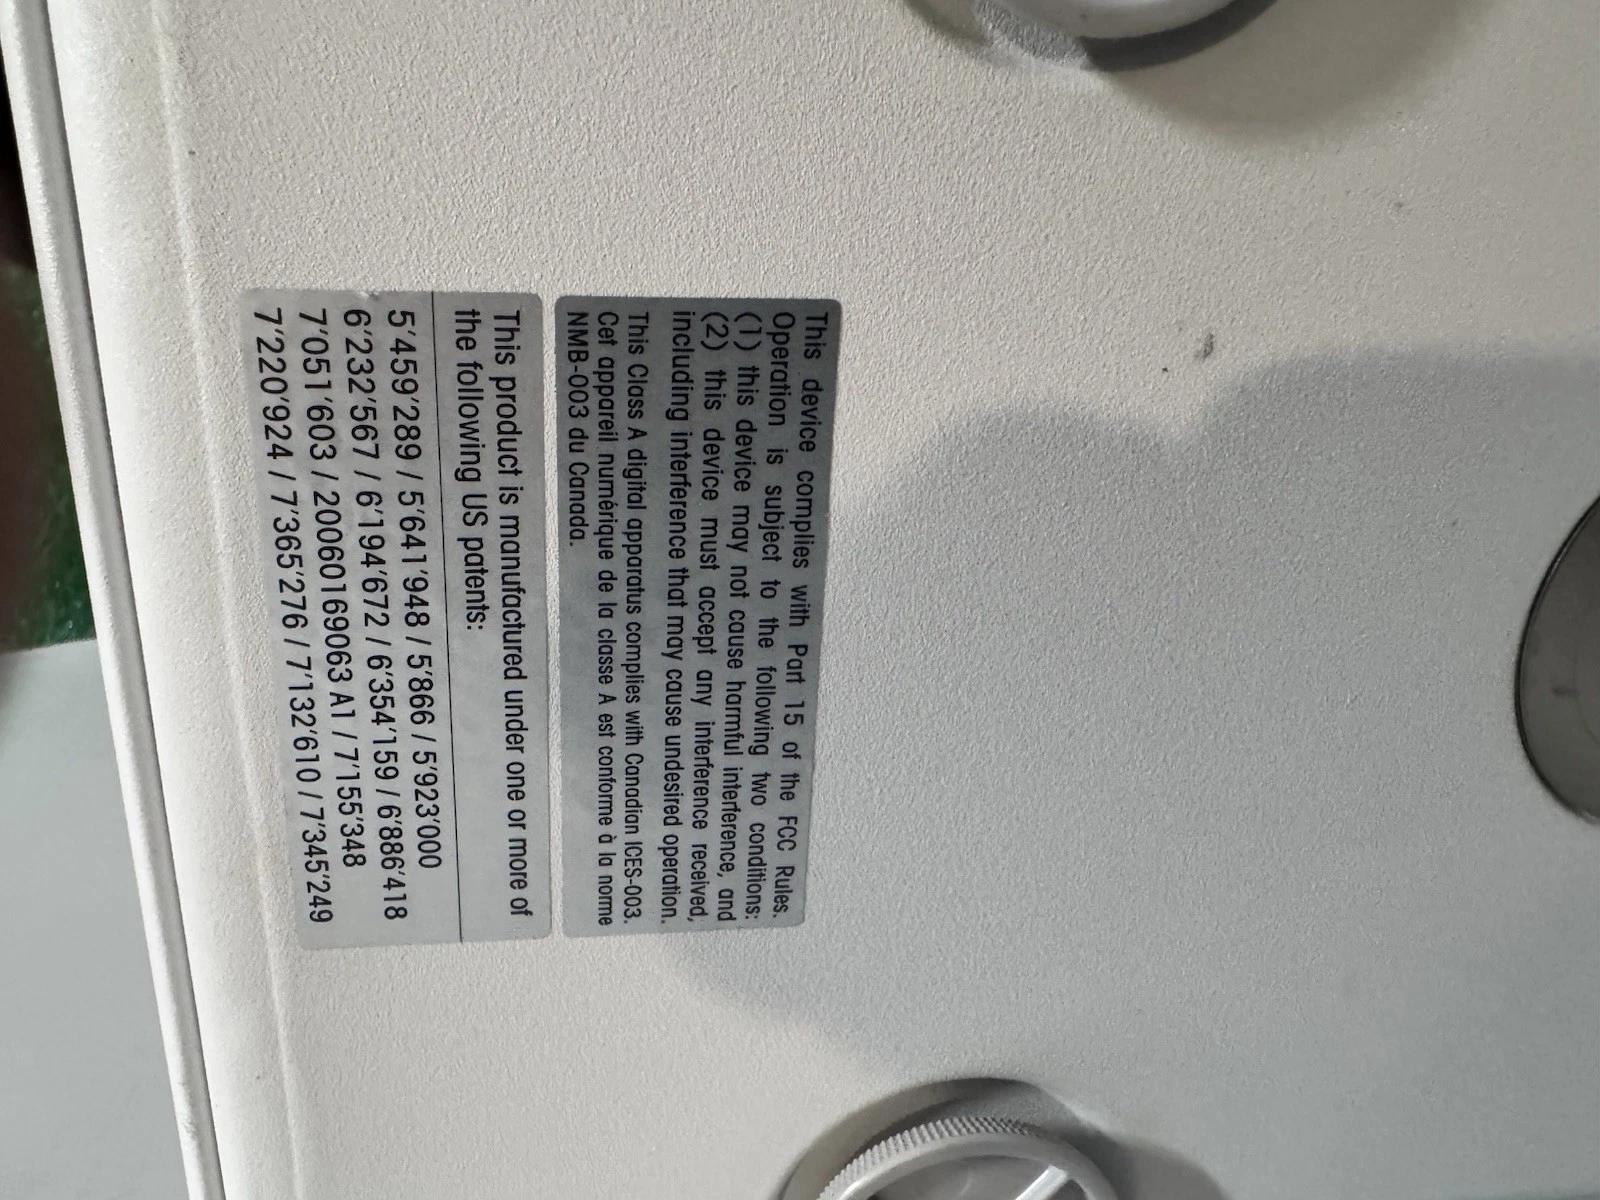 This device complies with Part 15 of the FCC Rules.
Operation is subject to the following two conditions:
(1) this device may not cause harmful interference, and
(2) this device must accept any interference received,
including interference that may cause undesired operation.
This Class A digital apparatus complies with Canadian ICES-003.
Cet appareil numérique de la classe A est conforme à la norme
NMB-003 du Canada.
This product is manufactured under one or more of
the following US patents:
5'459'289 / 5'641'948 / 5'866 / 5'923'000
6'232'567 / 6'194'672 / 6'354'159 / 6'886'418
7'051'603 / 20060169063 A1 / 7'155'348
7'220'924 / 7'365'276 / 7'132'610 / 7'345'249